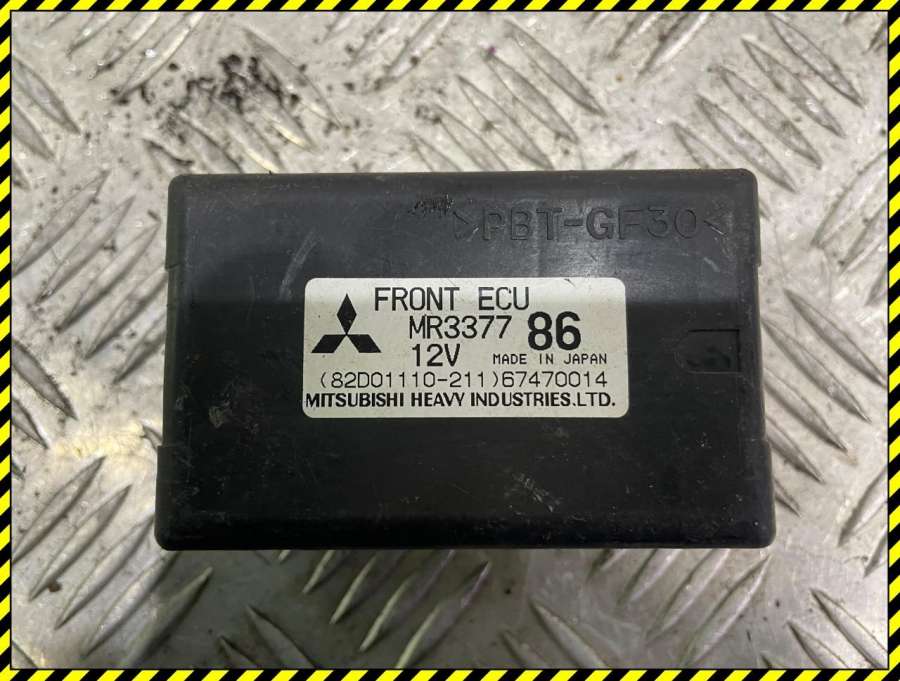 >PBT-GF30<
FRONT ECU
MR3377 86
12V MADE IN JAPAN
(82D01110-211)67470014
MITSUBISHI HEAVY INDUSTRIES.LTD.